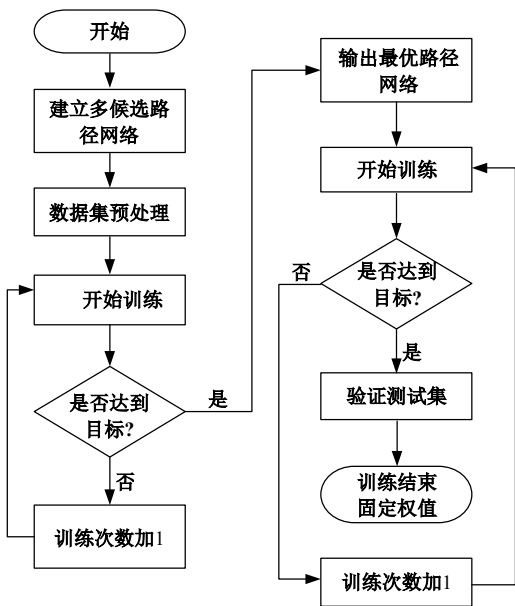 开始
建立多候选路
径网络
数据集预处理
开始训练
是否达到
目标?
是
否
训练次数加1
输出最优路径
网络
开始训练
否
是否达到
目标?
是
验证测试集
训练结束
固定权值
训练次数加1